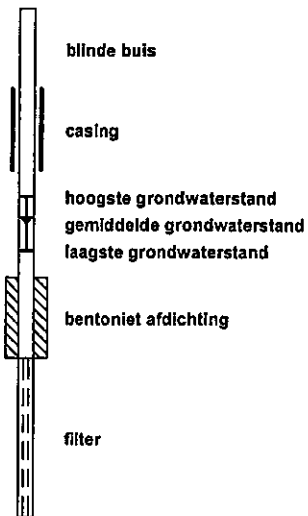 blinde buis
casing
hoogste grondwaterstand
gemiddelde grondwaterstand
laagste grondwaterstand
bentoniet afdichting
filter